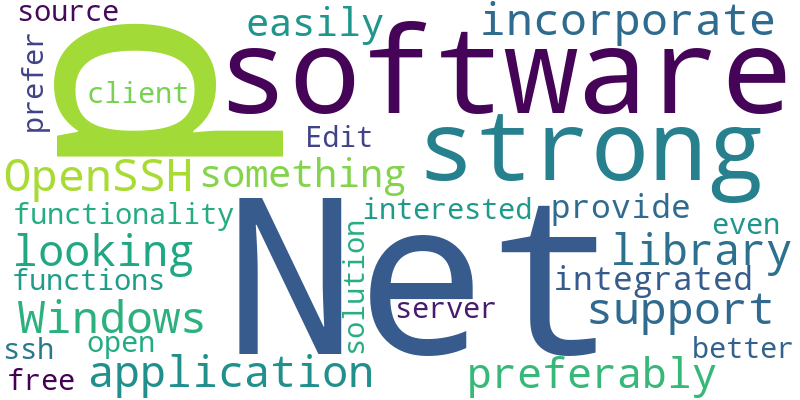 source
easily
incorporate
prefer
p
client
software
Edit
strong
OpenSSH
something
functionality
interested
provide
even
Net
looking
solution
library
functions
integrated
Windows
server
support
ssh
open
better
free
application
preferably